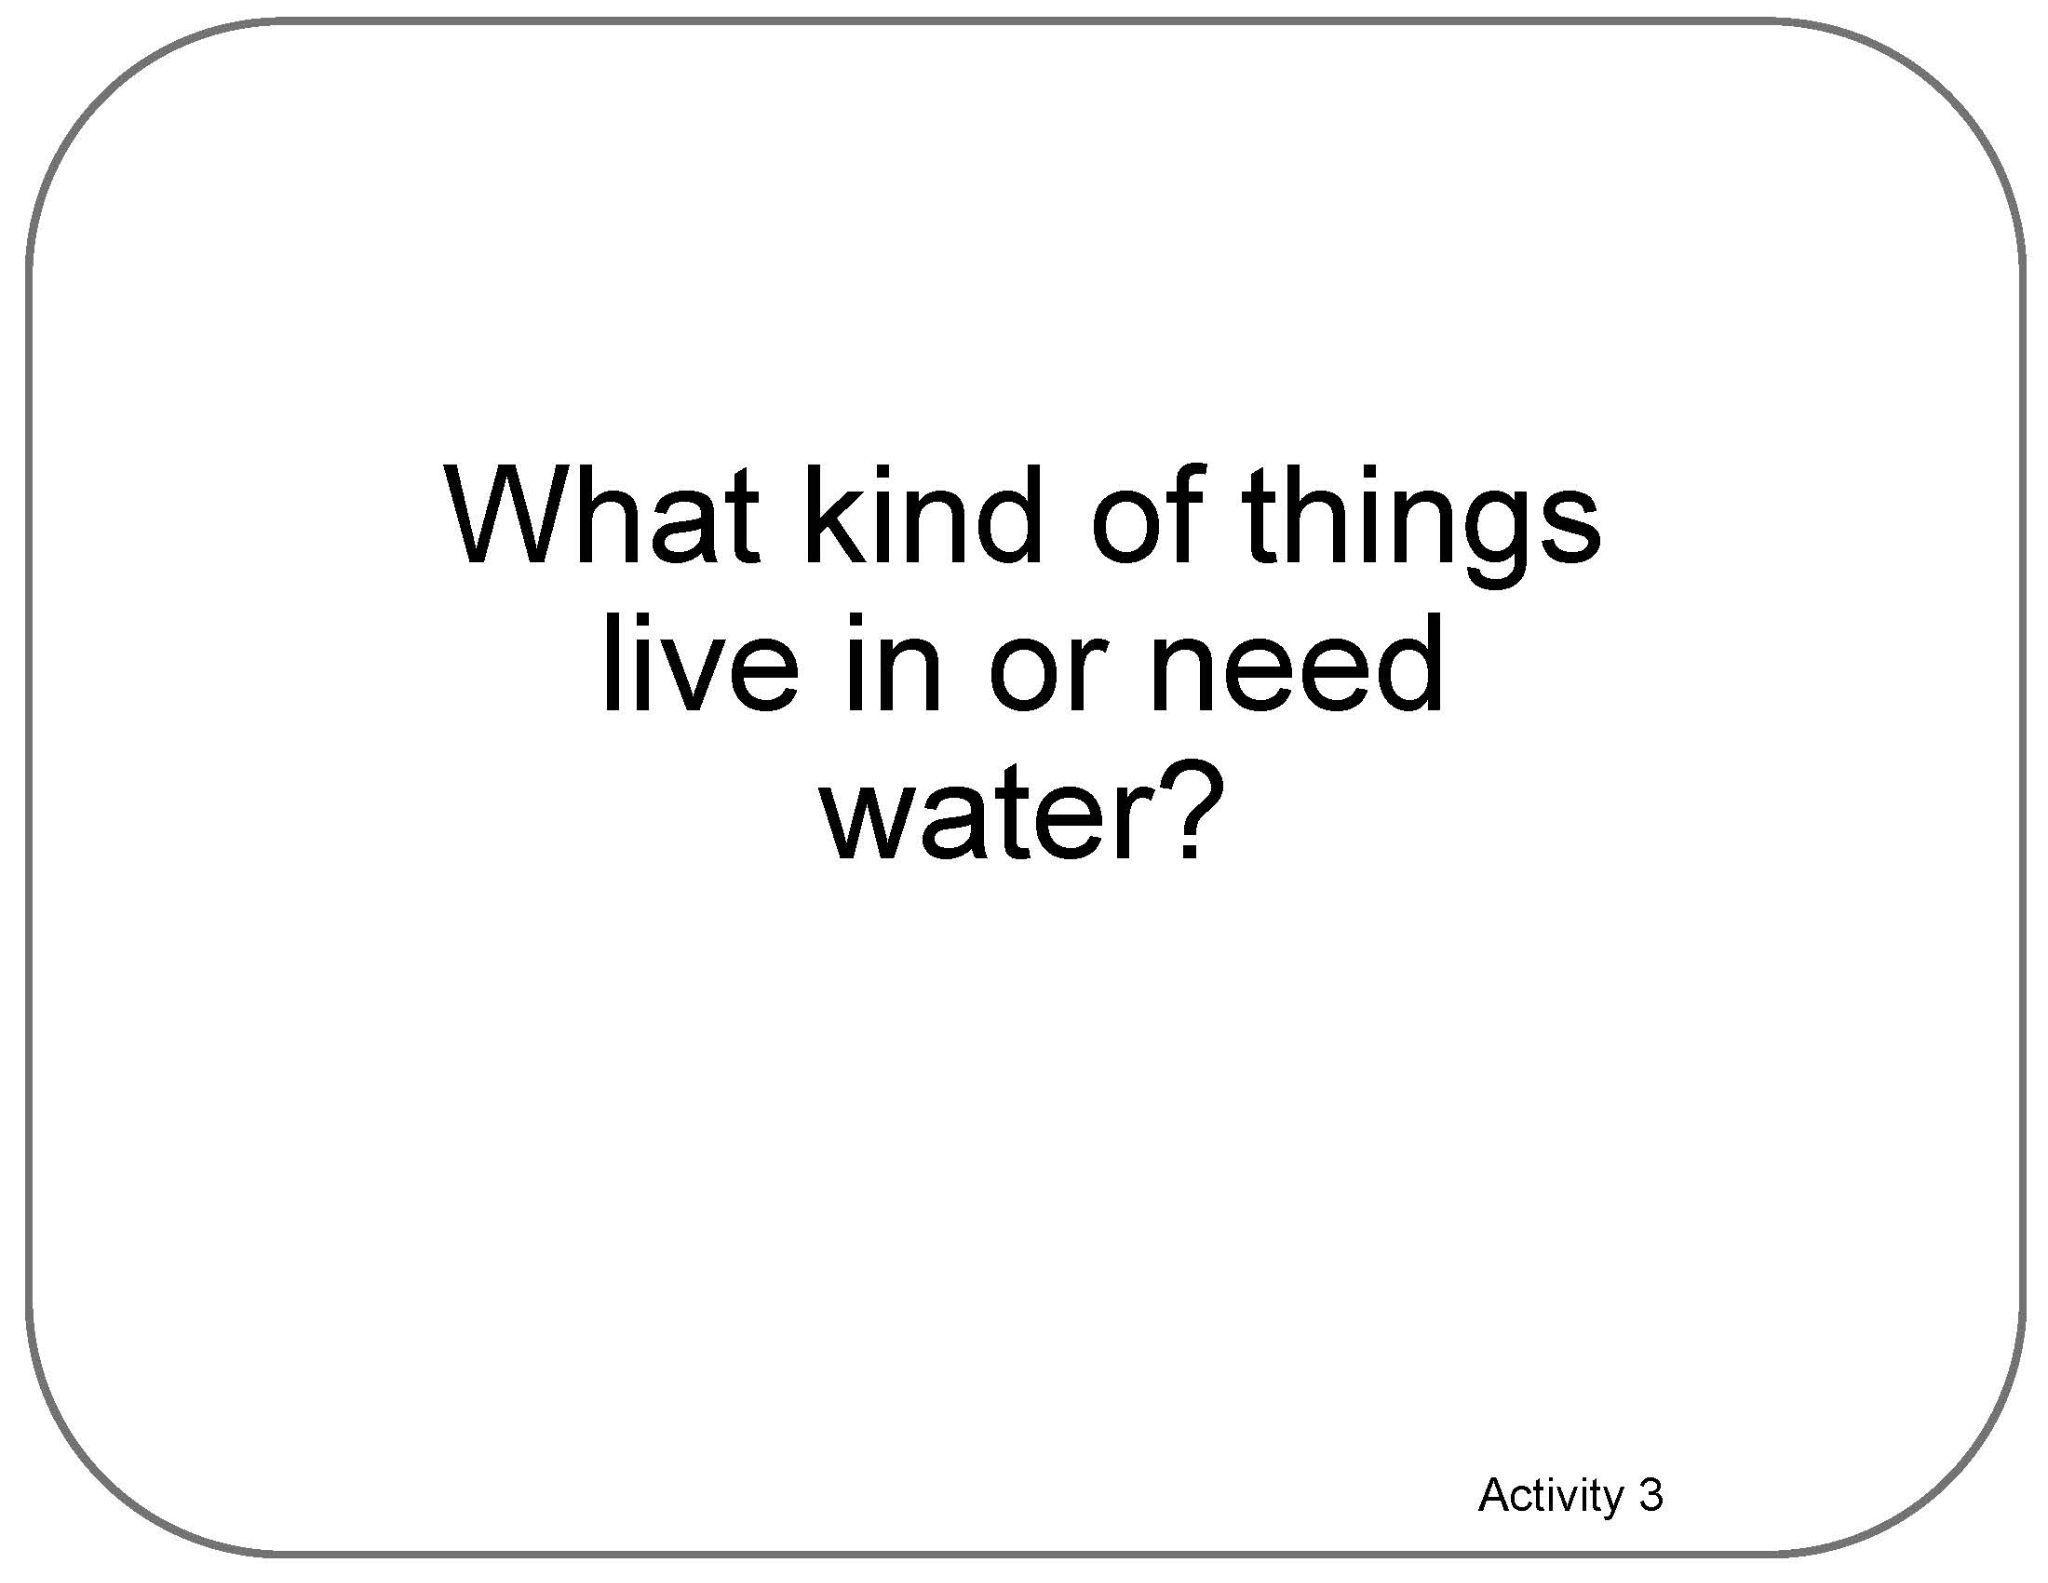 What kind of things
live in or need
water?
Activity 3